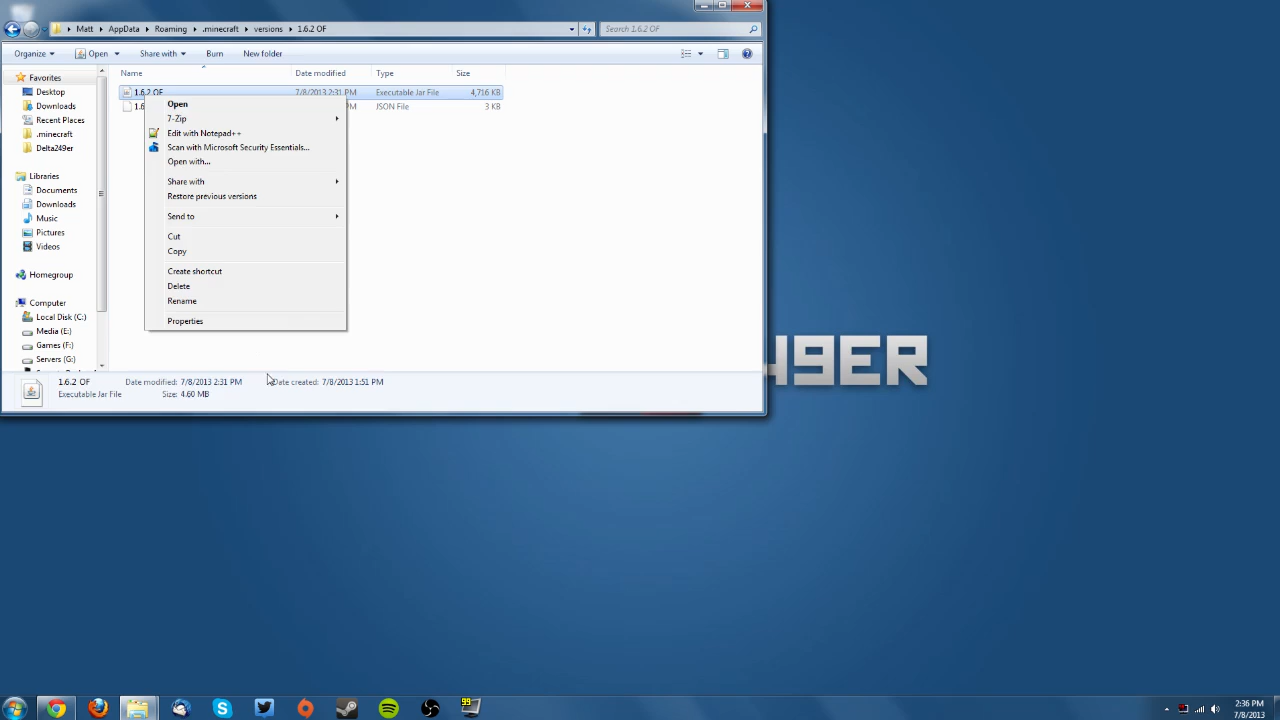 Matt ▸ AppData ▸ Roaming ▸ .minecraft ▸ versions ▸ 1.6.2 OF
Search 1.6.2 OF
Organize Open Share with Burn New folder
Name Date modified Type Size
Favorites
Desktop
Downloads
Recent Places
.minecraft
Delta249er
Libraries
Documents
Downloads
Music
Pictures
Videos
Homegroup
Computer
Local Disk (C:)
Media (E:)
Games (F:)
Servers (G:)
1.6.2 OF 7/8/2013 2:31 PM Executable Jar File 4,716 KB
1.6 PM JSON File 3 KB
Open
7-Zip
Edit with Notepad++
Scan with Microsoft Security Essentials...
Open with...
Share with
Restore previous versions
Send to
Cut
Copy
Create shortcut
Delete
Rename
Properties
1.6.2 OF Date modified: 7/8/2013 2:31 PM Date created: 7/8/2013 1:51 PM
Executable Jar File Size: 4.60 MB
49ER
99
2:36 PM
7/8/2013